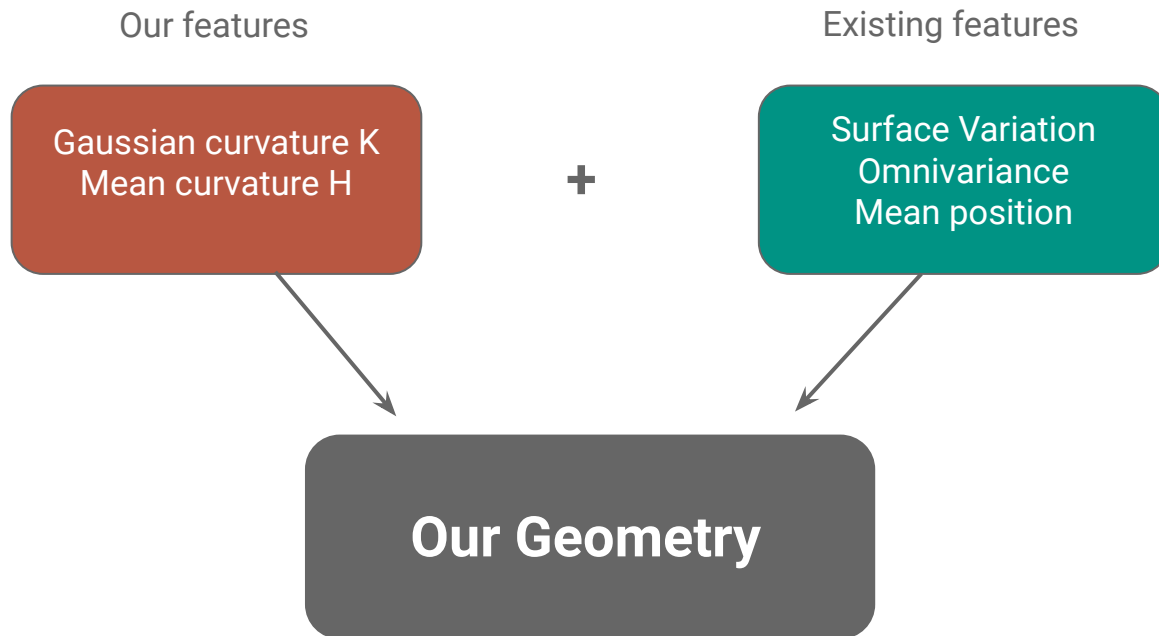 Our features
Existing features
Gaussian curvature K
Mean curvature H
+
Surface Variation
Omnivariance
Mean position
Our Geometry